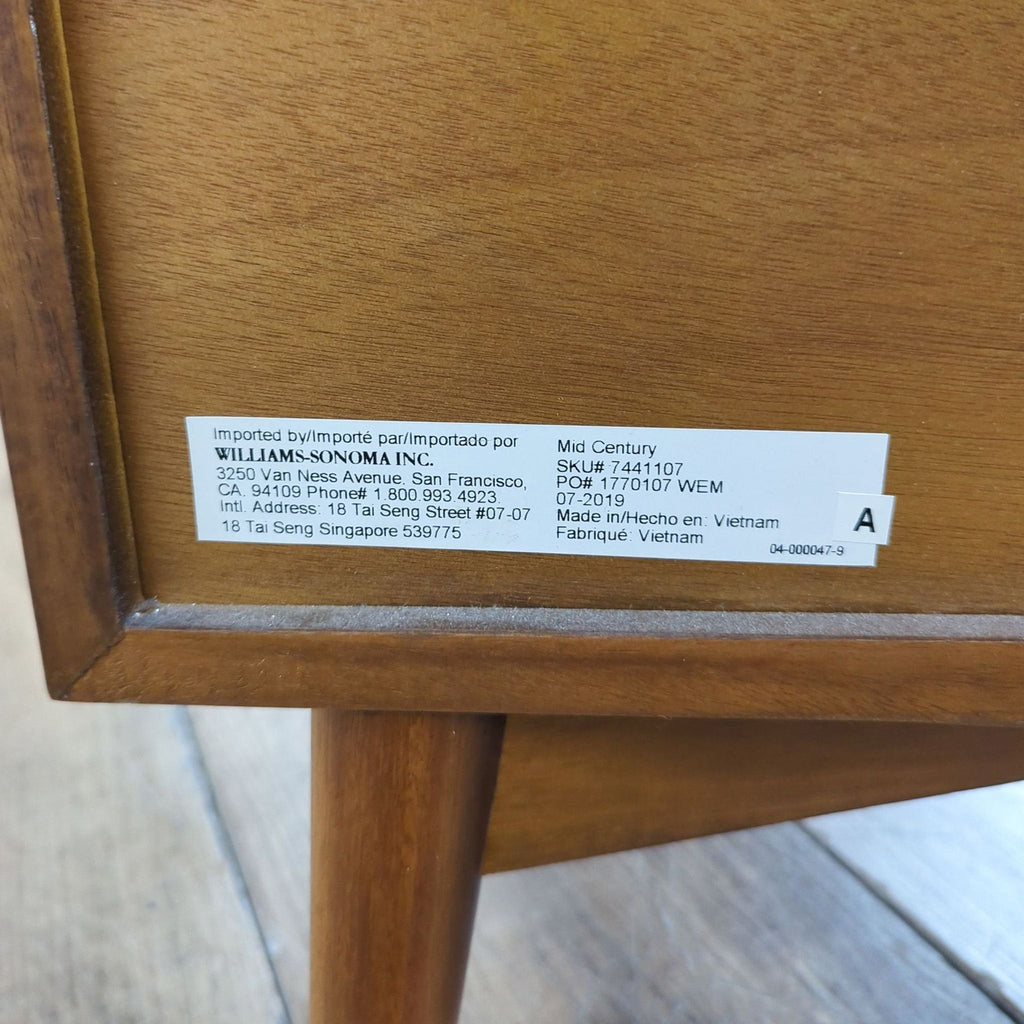 Imported by/Importé par/Importado por
WILLIAMS-SONOMA INC.
3250 Van Ness Avenue. San Francisco,
CA. 94109 Phone# 1.800.993.4923.
Intl. Address: 18 Tai Seng Street #07-07
18 Tai Seng Singapore 539775
Mid Century
SKU# 7441107
PO# 1770107 WEM
07-2019
Made in/Hecho en: Vietnam
Fabriqué: Vietnam
04-000047-9
A